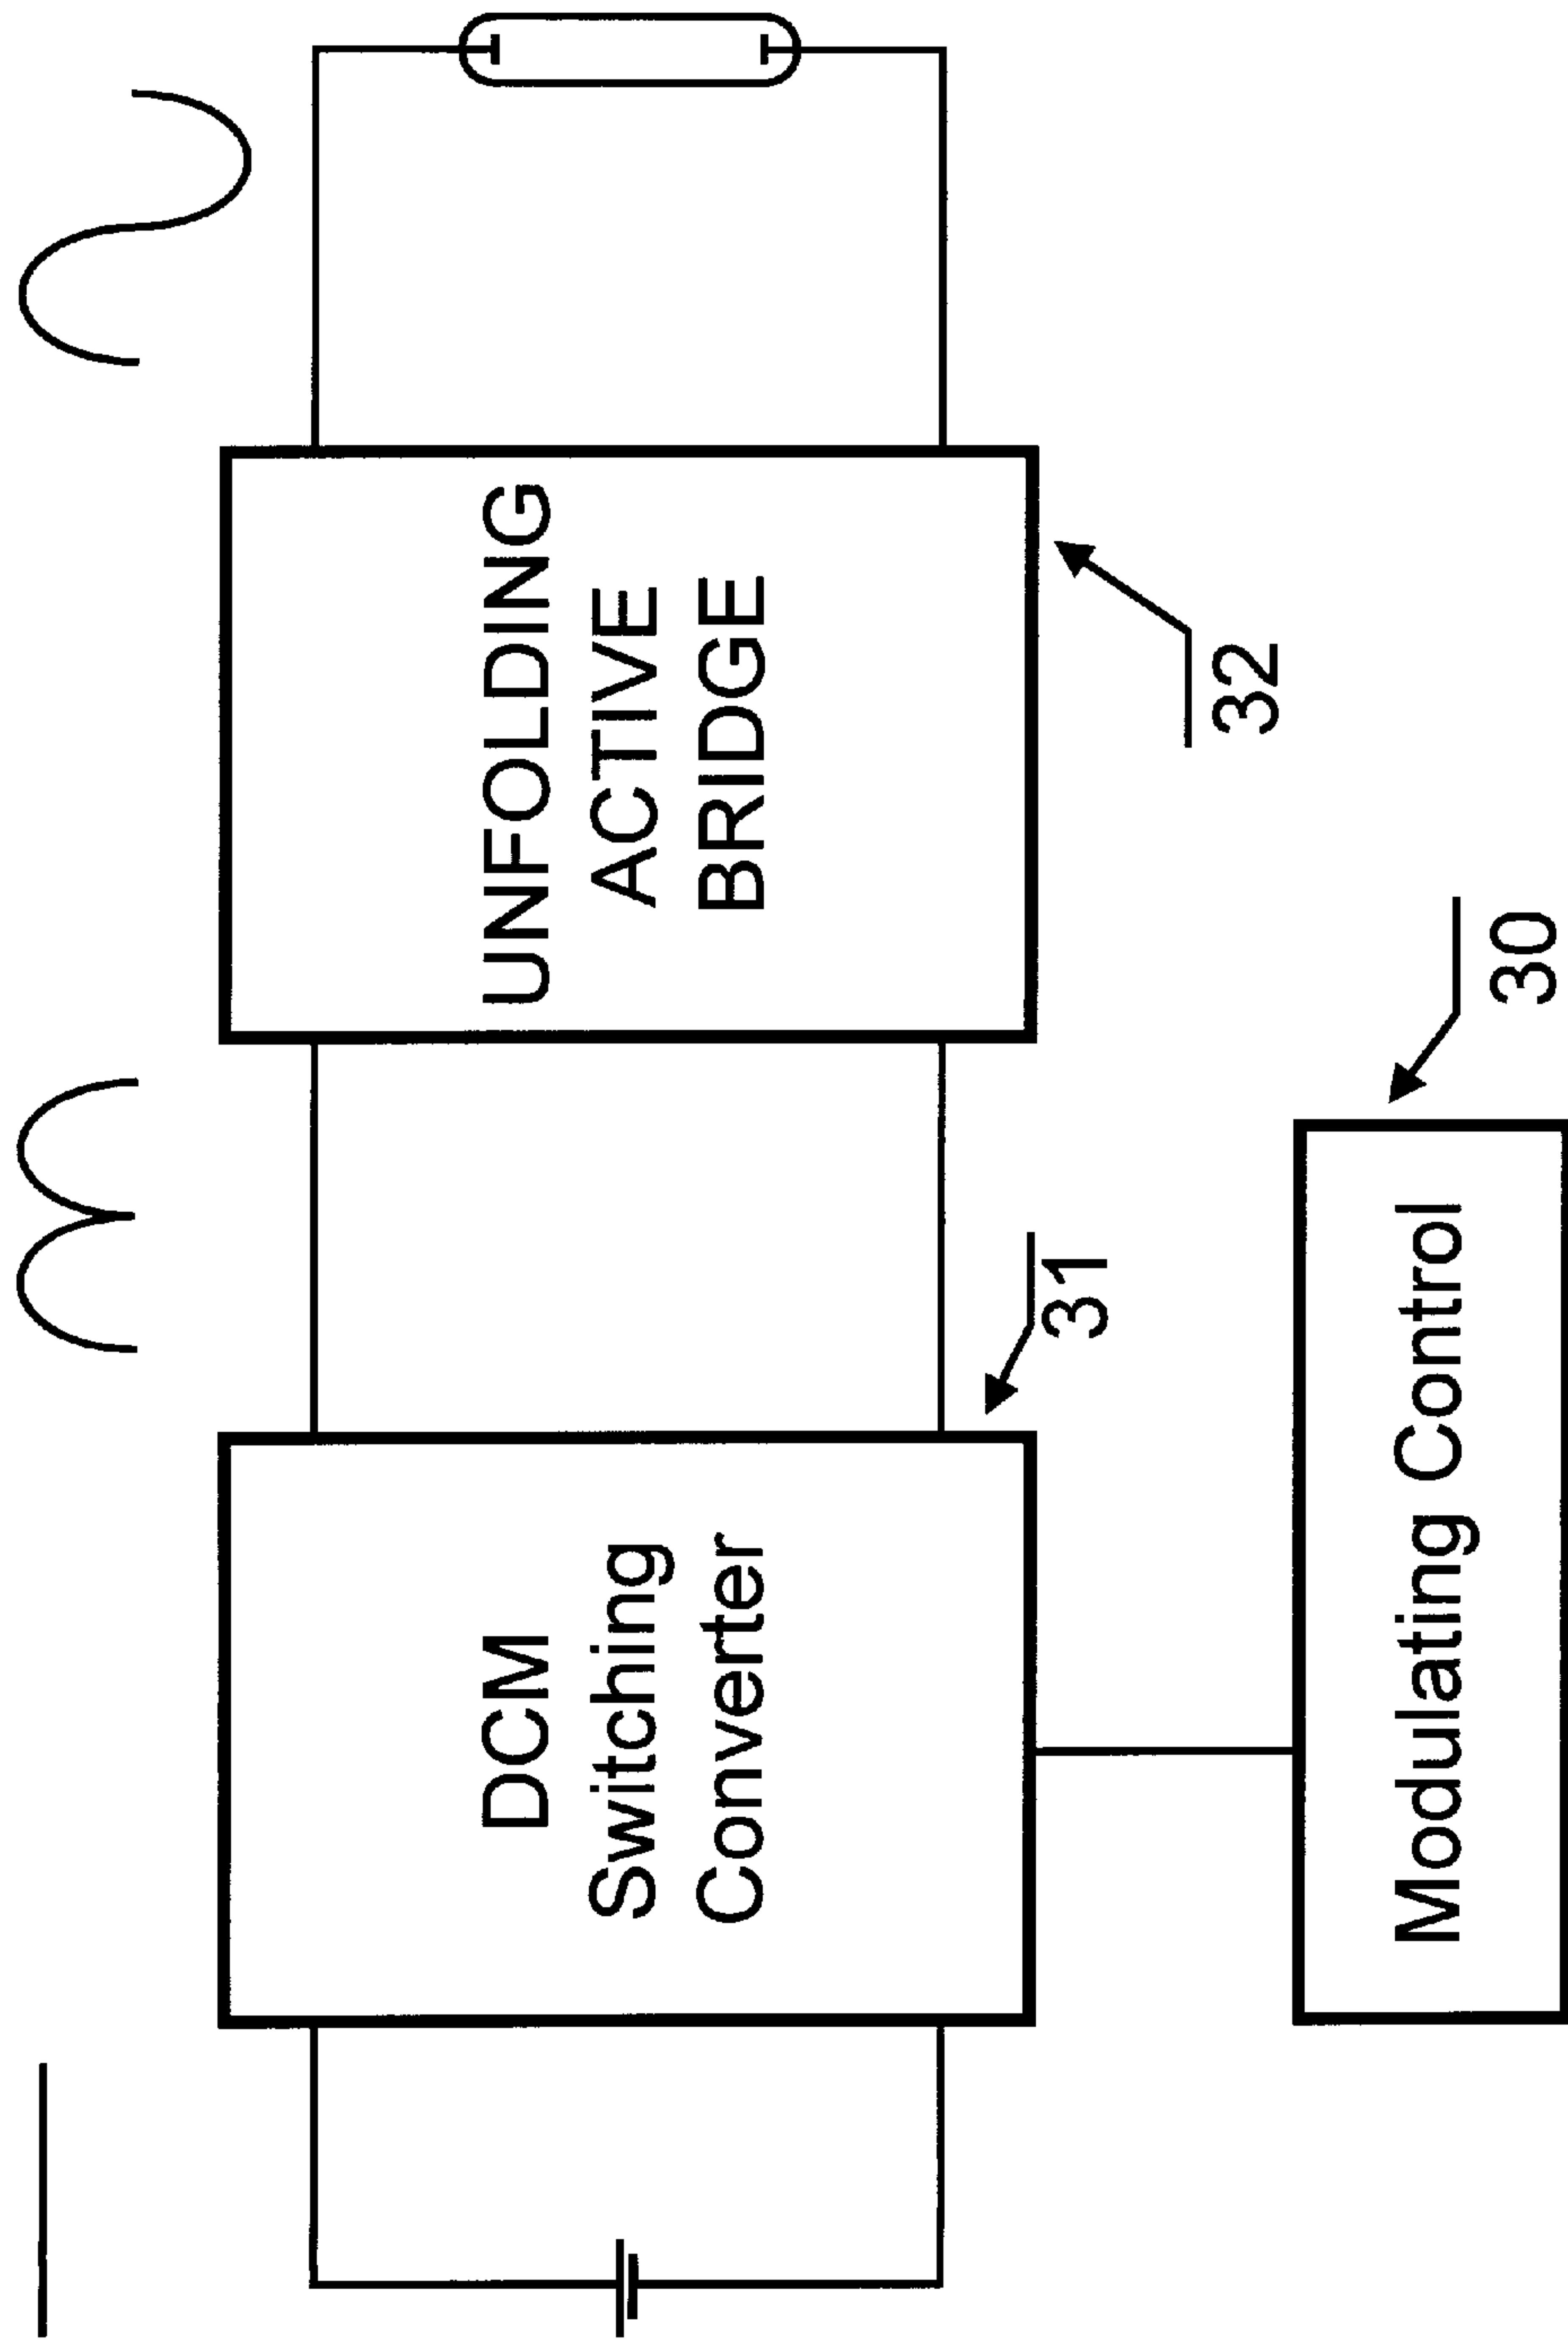 DCM
Switching
Converter
31
UNFOLDING
ACTIVE
BRIDGE
32
Modulating Control
30